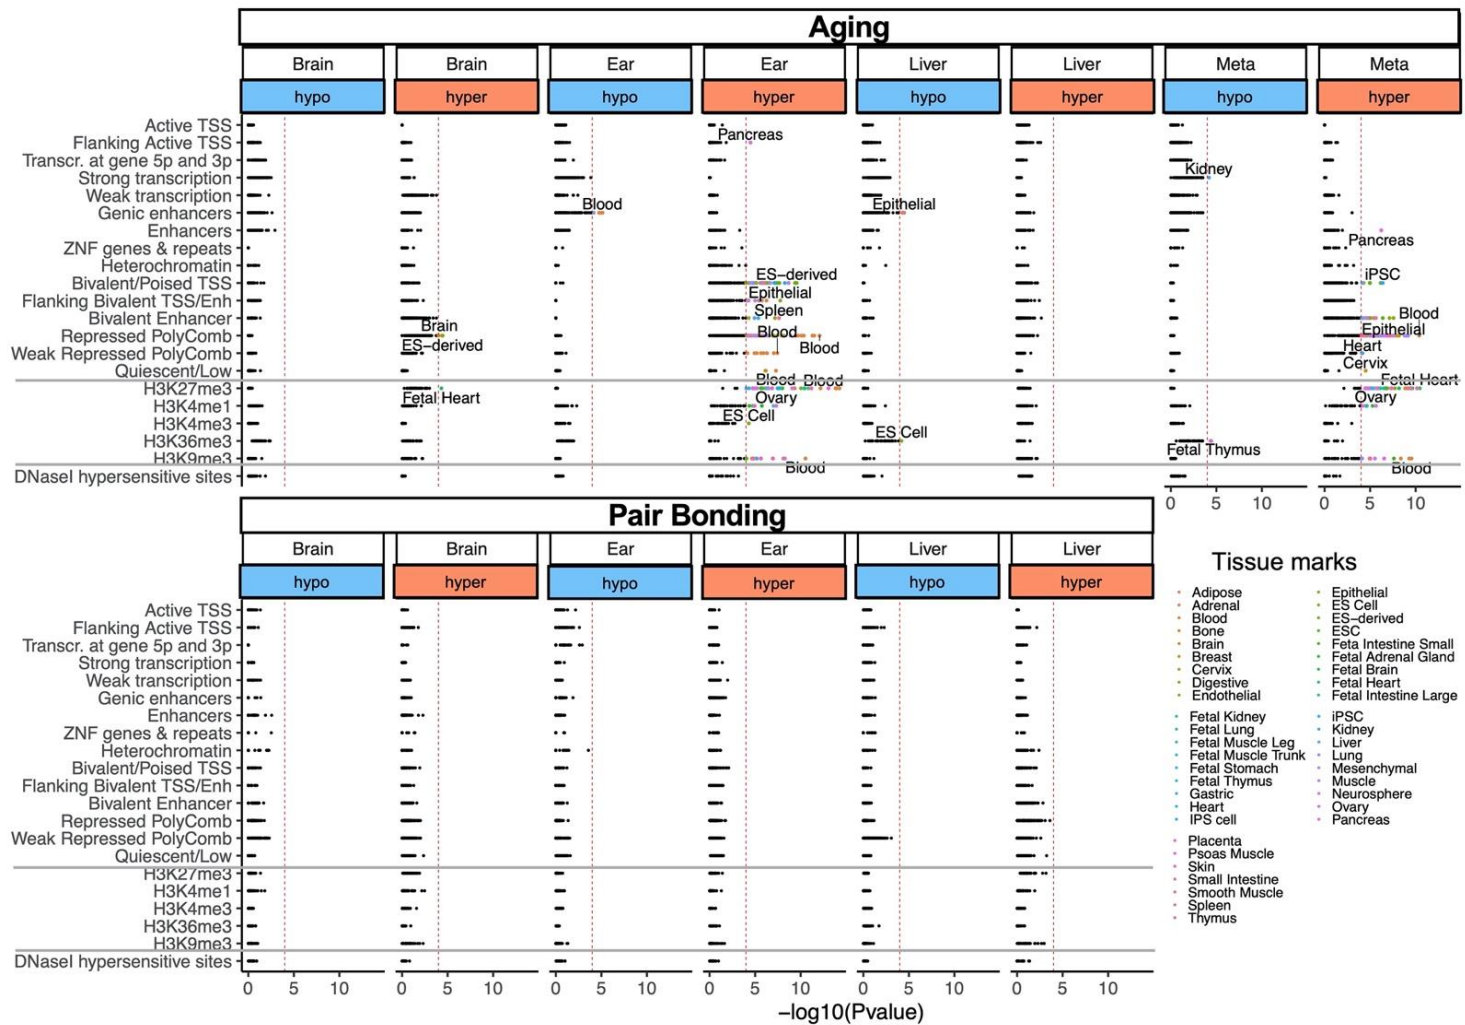 Aging
Brain Brain Ear Ear Liver Liver Meta Meta
hypo hyper hypo hyper hypo hyper hypo hyper
Active TSS
Flanking Active TSS Pancreas
Transcr. at gene 5p and 3p
Strong transcription Kidney
Weak transcription
Genic enhancers Blood Epithelial
Enhancers
ZNF genes & repeats Pancreas
Heterochromatin
Bivalent/Poised TSS ES−derived iPSC
Flanking Bivalent TSS/Enh Epithelial
Bivalent Enhancer Spleen Blood
Repressed PolyComb Brain Blood Epithelial
Weak Repressed PolyComb ES−derived Blood Heart
Quiescent/Low Cervix
H3K27me3 Blood Blood Fetal Heart
H3K4me1 Fetal Heart Ovary Ovary
H3K4me3 ES Cell
H3K36me3 ES Cell
H3K9me3 Fetal Thymus
DNaseI hypersensitive sites Blood Blood
0 5 10 0 5 10
Pair Bonding
Brain Brain Ear Ear Liver Liver
hypo hyper hypo hyper hypo hyper
Active TSS
Flanking Active TSS
Transcr. at gene 5p and 3p
Strong transcription
Weak transcription
Genic enhancers
Enhancers
ZNF genes & repeats
Heterochromatin
Bivalent/Poised TSS
Flanking Bivalent TSS/Enh
Bivalent Enhancer
Repressed PolyComb
Weak Repressed PolyComb
Quiescent/Low
H3K27me3
H3K4me1
H3K4me3
H3K36me3
H3K9me3
DNaseI hypersensitive sites
0 5 10 0 5 10 0 5 10 0 5 10 0 5 10 0 5 10
−log10(Pvalue)
Tissue marks
Adipose
Adrenal
Blood
Bone
Brain
Breast
Cervix
Digestive
Endothelial
Epithelial
ES Cell
ES−derived
ESC
Feta Intestine Small
Fetal Adrenal Gland
Fetal Brain
Fetal Heart
Fetal Intestine Large
Fetal Kidney
Fetal Lung
Fetal Muscle Leg
Fetal Muscle Trunk
Fetal Stomach
Fetal Thymus
Gastric
Heart
IPS cell
iPSC
Kidney
Liver
Lung
Mesenchymal
Muscle
Neurosphere
Ovary
Pancreas
Placenta
Psoas Muscle
Skin
Small Intestine
Smooth Muscle
Spleen
Thymus